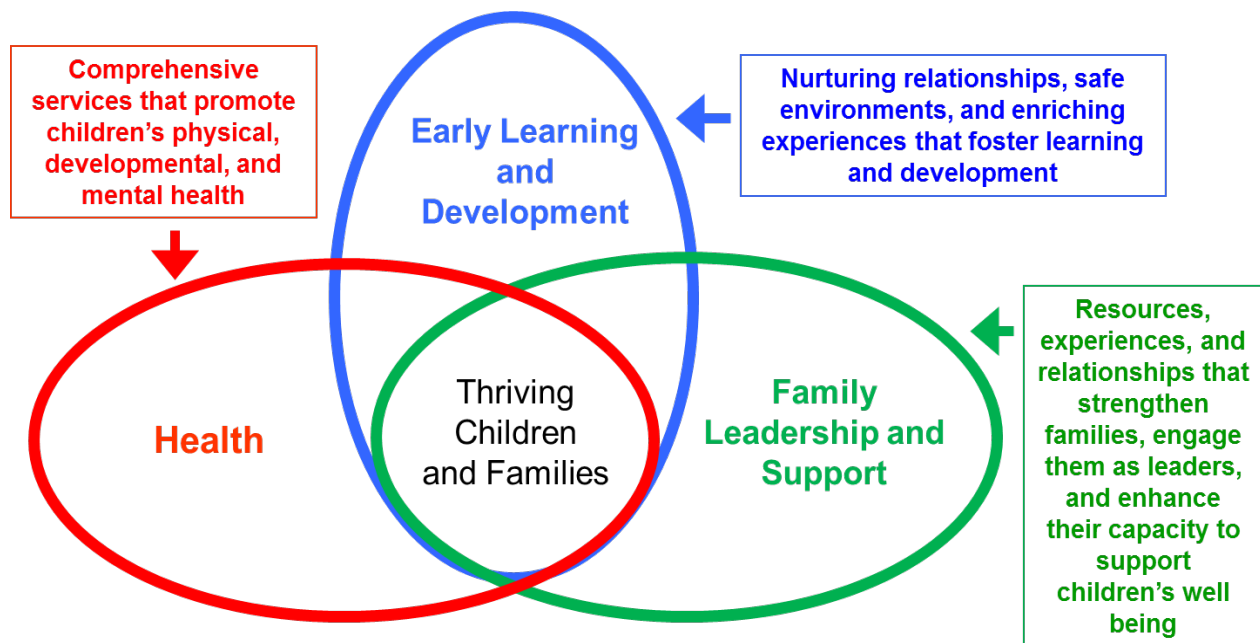 Comprehensive
services that promote
children’s physical,
developmental, and
mental health
Early Learning
and
Development
Nurturing relationships, safe
environments, and enriching
experiences that foster learning
and development
Health
Thriving
Children
and Families
Family
Leadership and
Support
Resources,
experiences, and
relationships that
strengthen
families, engage
them as leaders,
and enhance
their capacity to
support
children’s well
being